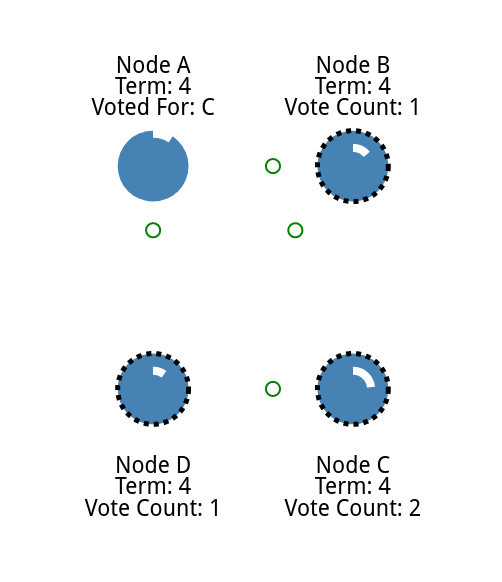 Node A
Term: 4
Voted For: C
Node B
Term: 4
Vote Count: 1
Node D
Term: 4
Vote Count: 1
Node C
Term: 4
Vote Count: 2